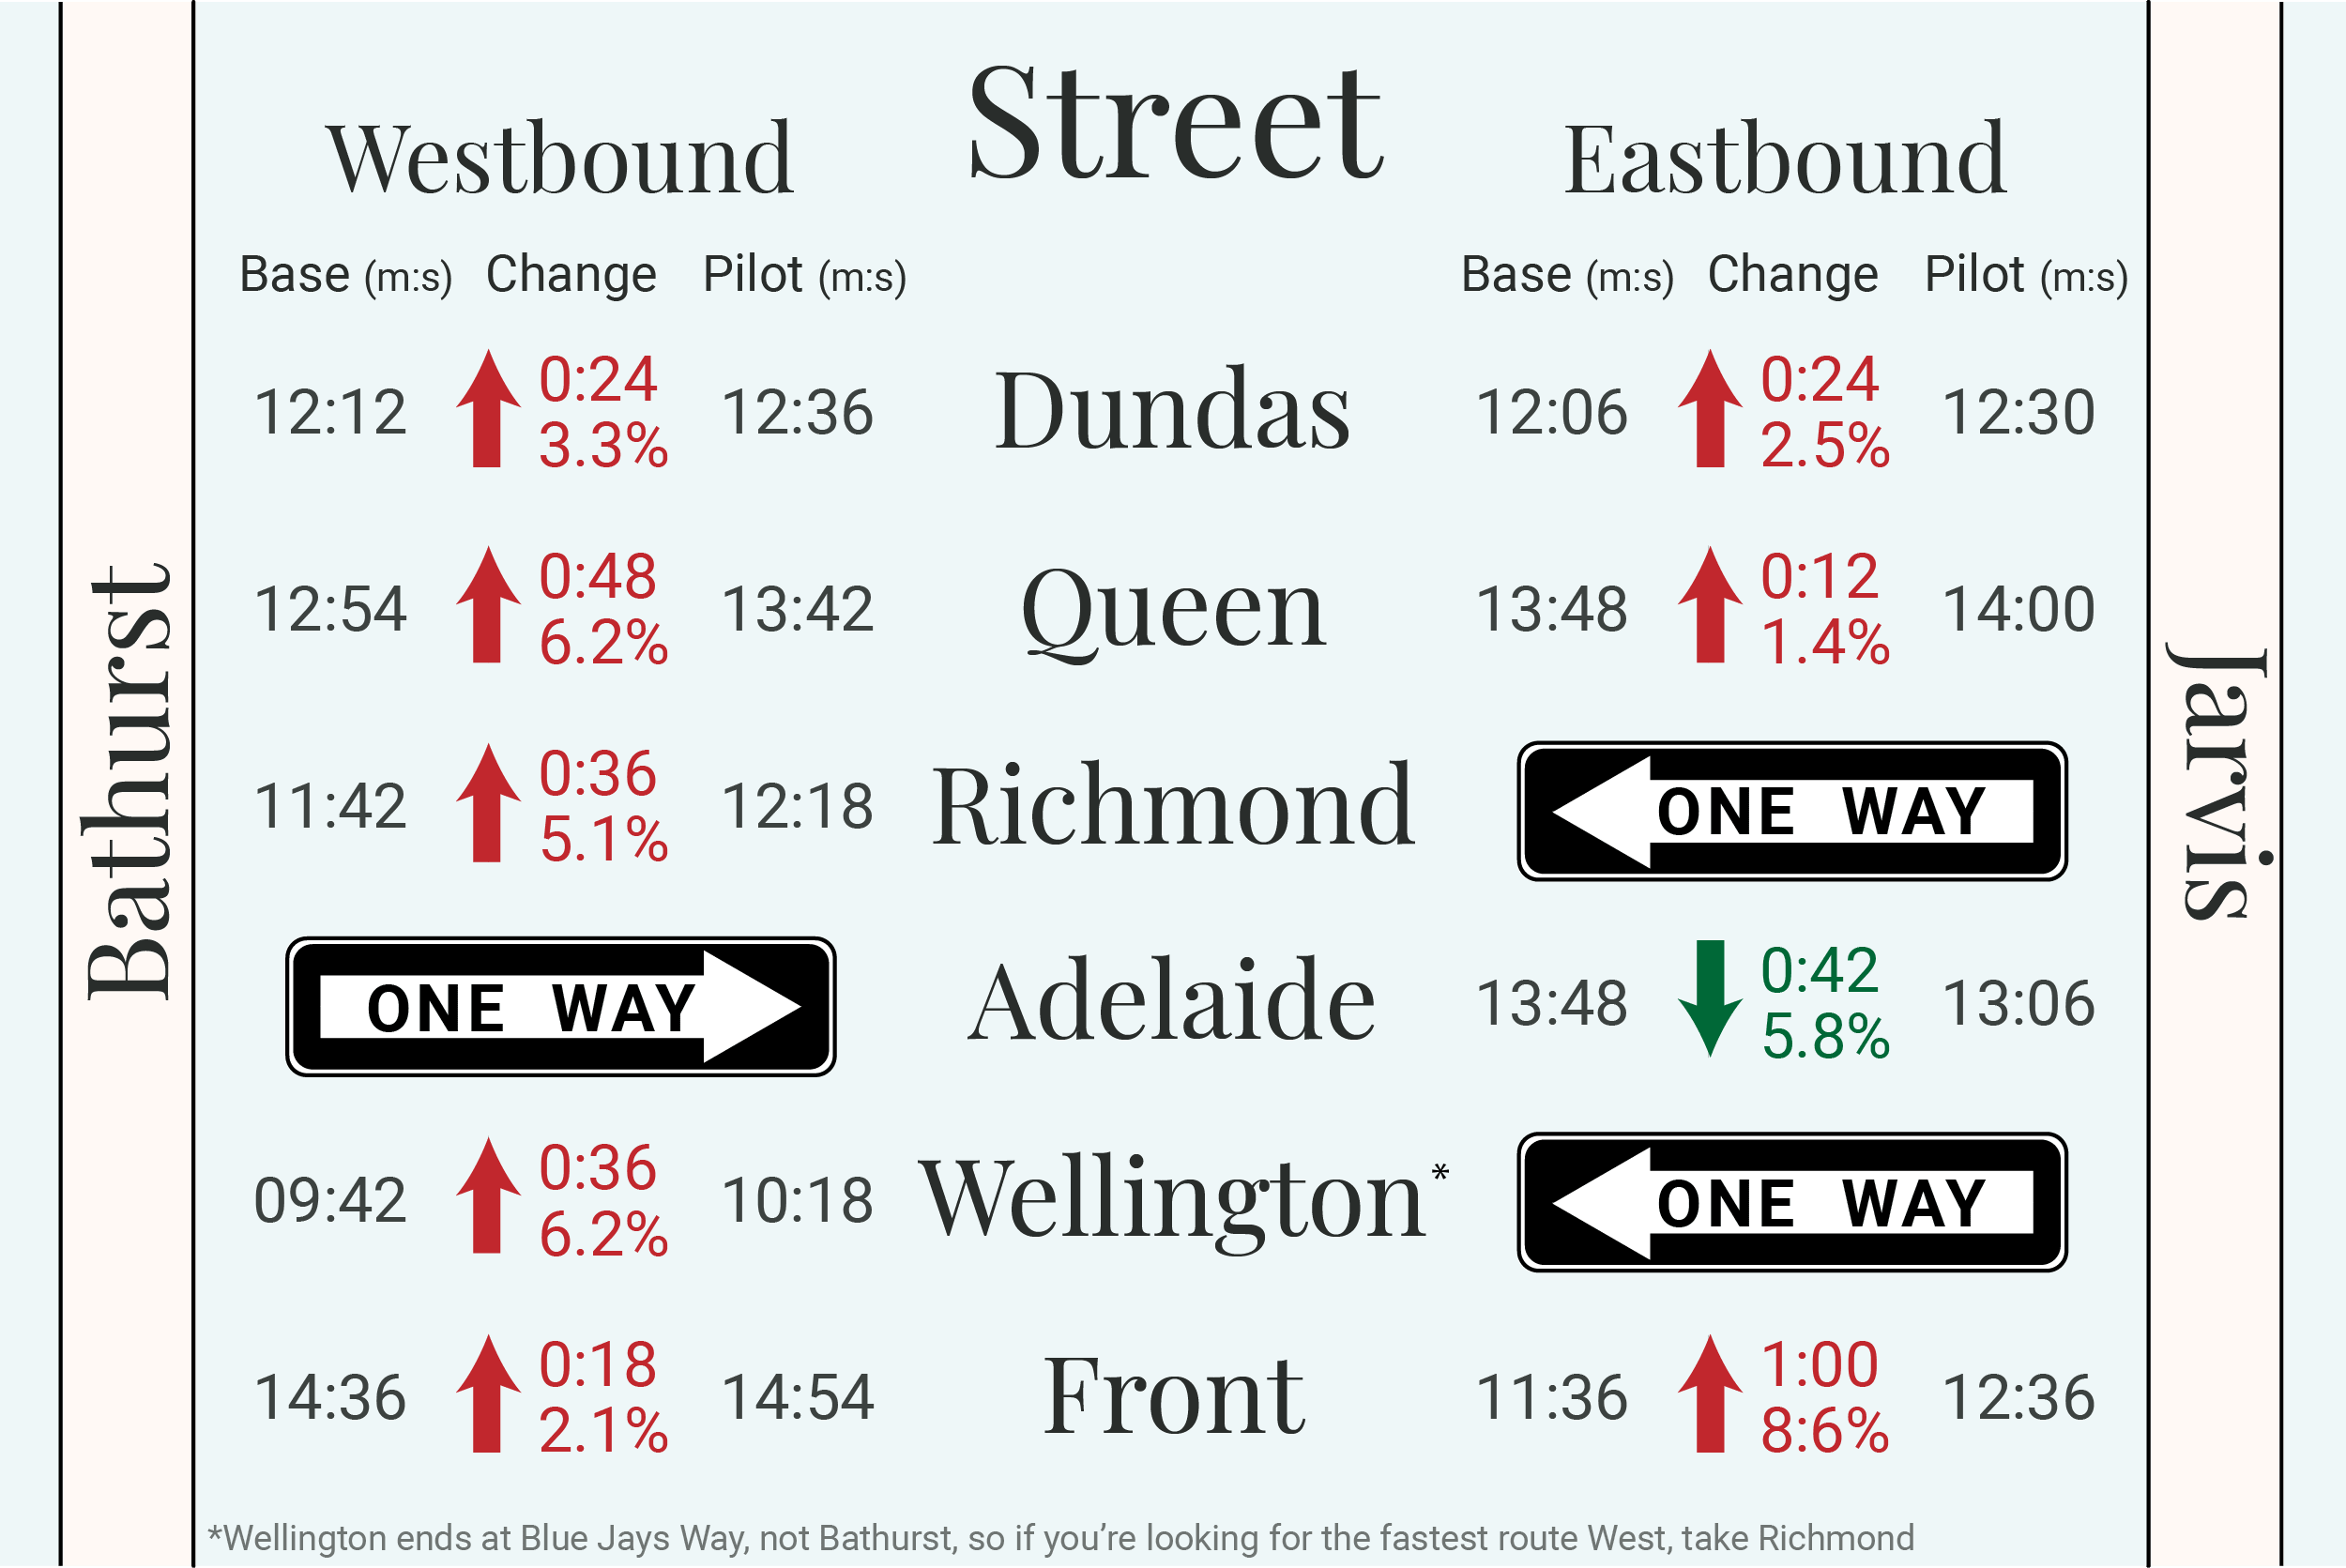 Street
Westbound Eastbound
Base (m:s) Change Pilot (m:s) Base (m:s) Change Pilot (m:s)
12:12 0:24 3.3% 12:36 Dundas 12:06 0:24 2.5% 12:30
12:54 0:48 6.2% 13:42 Queen 13:48 0:12 1.4% 14:00
11:42 0:36 5.1% 12:18 Richmond ONE WAY
ONE WAY Adelaide 13:48 0:42 5.8% 13:06
09:42 0:36 6.2% 10:18 Wellington* ONE WAY
14:36 0:18 2.1% 14:54 Front 11:36 1:00 8:6% 12:36
Bathurst
Jarvis
*Wellington ends at Blue Jays Way, not Bathurst, so if you’re looking for the fastest route West, take Richmond